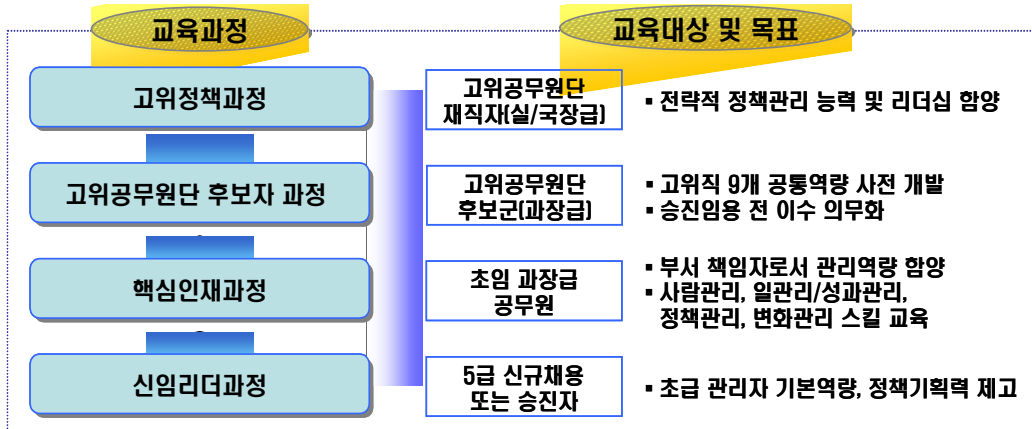 교육과정
교육대상 및 목표
고위정책과정
고위공무원단
재직자(실/국장급)
▪ 전략적 정책관리 능력 및 리더십 함양
고위공무원단 후보자 과정
고위공무원단
후보군(과장급)
▪ 고위직 9개 공통역량 사전 개발
▪ 승진임용 전 이수 의무화
핵심인재과정
초임 과장급
공무원
▪ 부서 책임자로서 관리역량 함양
▪ 사람관리, 일관리/성과관리,
정책관리, 변화관리 스킬 교육
신임리더과정
5급 신규채용
또는 승진자
▪ 초급 관리자 기본역량, 정책기획력 제고